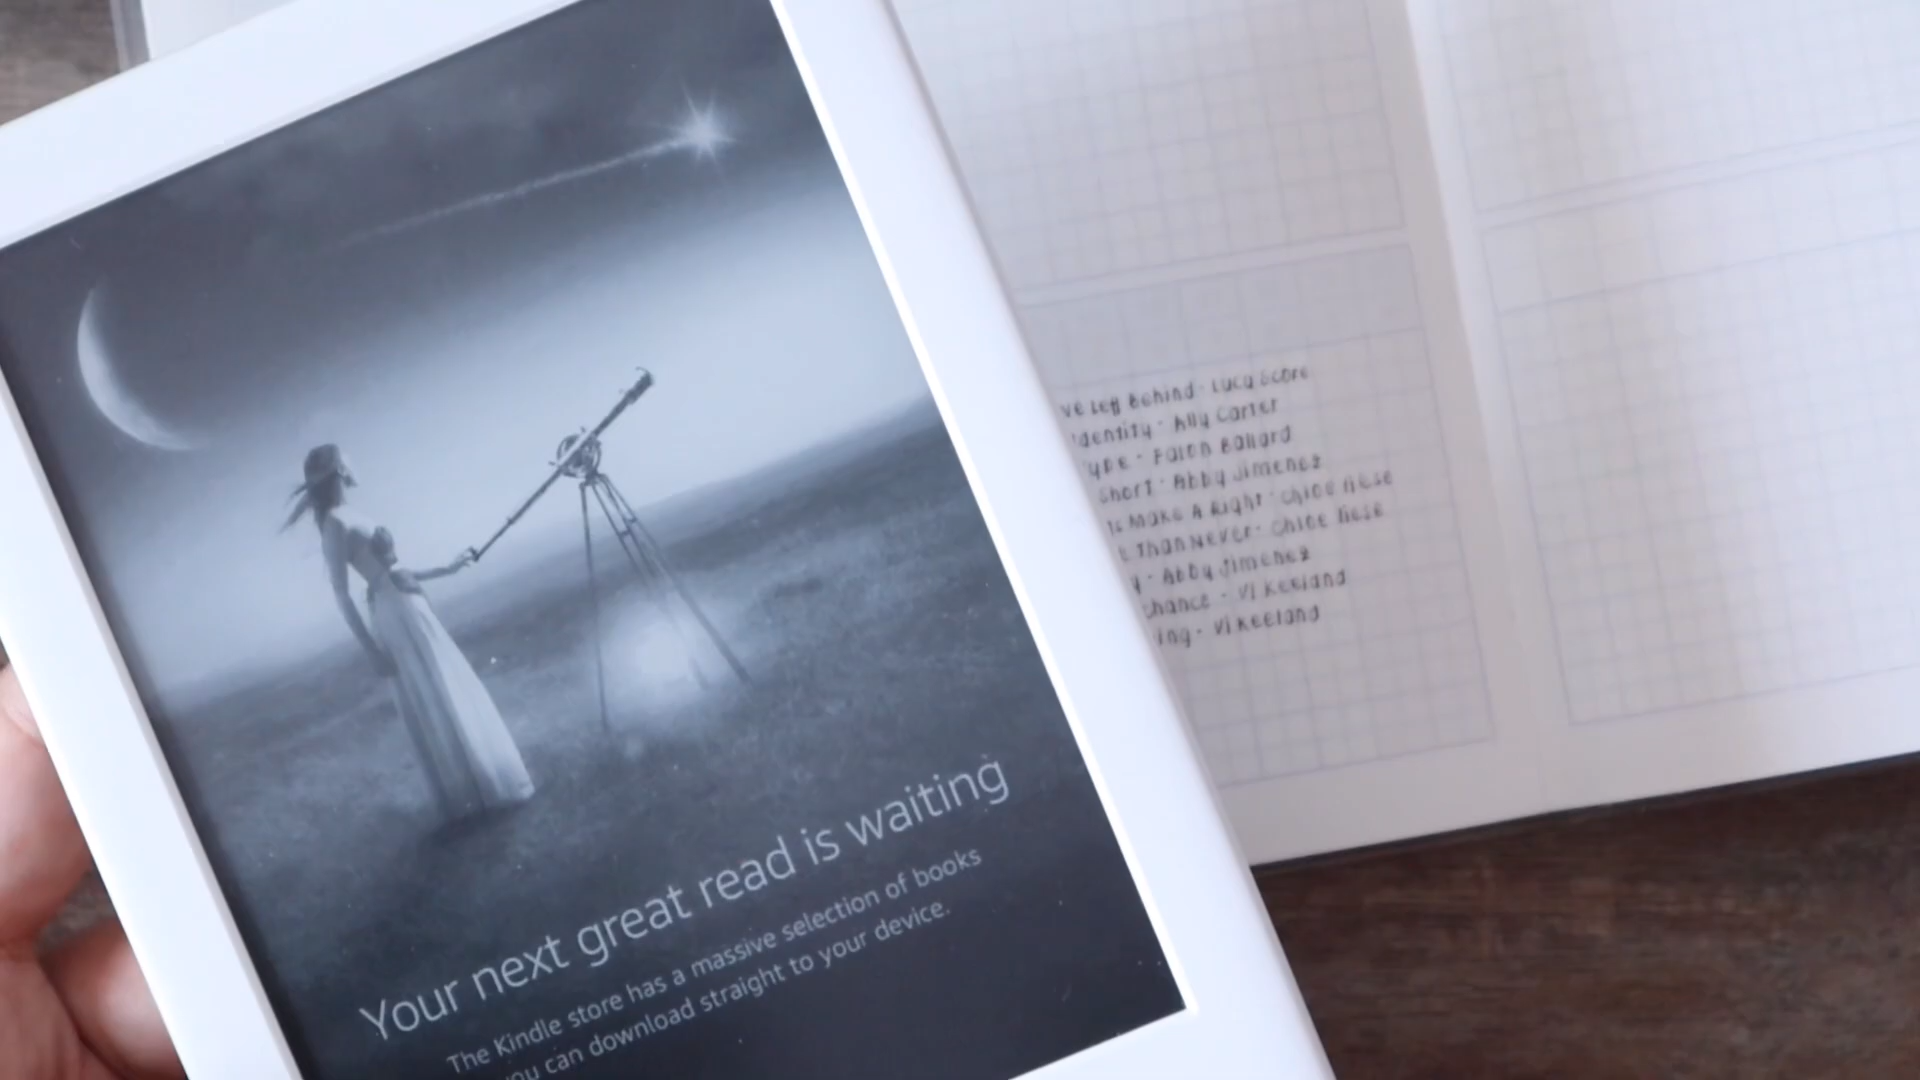 Your next great read is waiting
The Kindle store has a massive selection of books
you can download straight to your device.
ve Left Behind - Lucy Score
Identity - Ally Carter
ype - Falon Ballard
Short - Abby Jimenez
Make A Right - Chloe Liese
Than Never - Chloe Liese
y - Abby Jimenez
Chance - Vi Keeland
ing - Vi Keeland